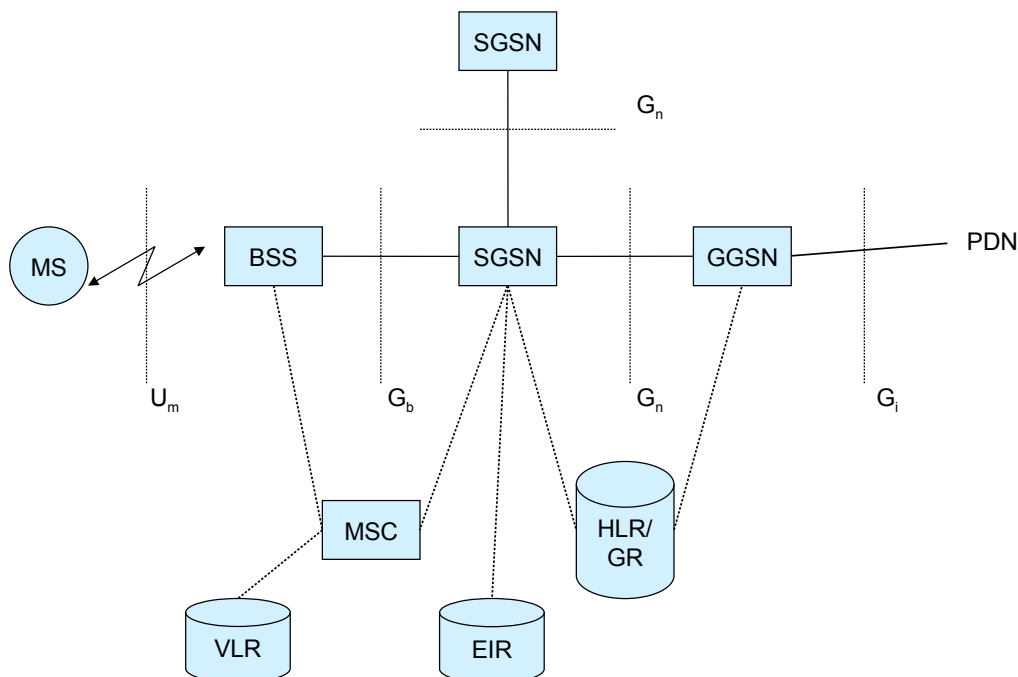 SGSN
Gn
PDN
MS
BSS
SGSN
GGSN
Um
Gb
Gn
Gi
MSC
HLR/
GR
VLR
EIR